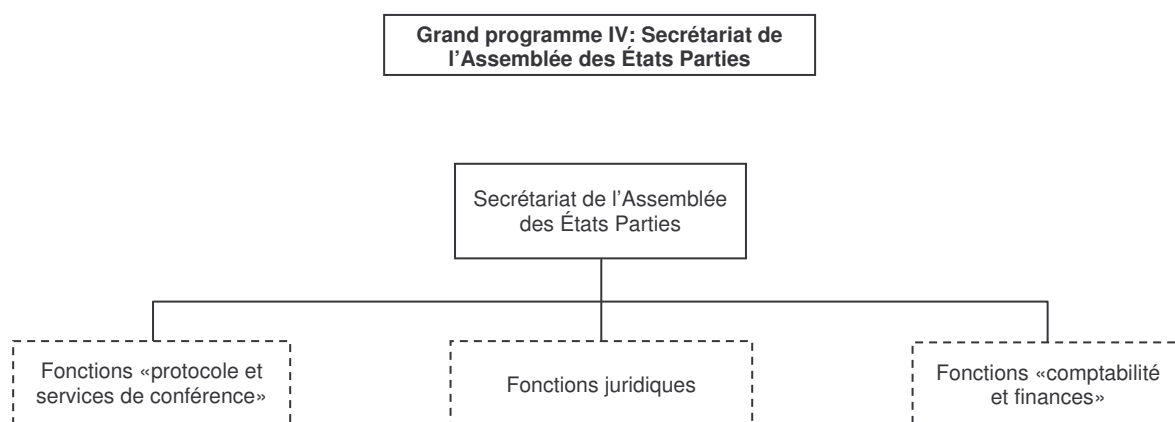 Grand programme IV: Secrétariat de
l’Assemblée des États Parties
Secrétariat de l’Assemblée
des États Parties
Fonctions «protocole et
services de conférence»
Fonctions juridiques
Fonctions «comptabilité
et finances»